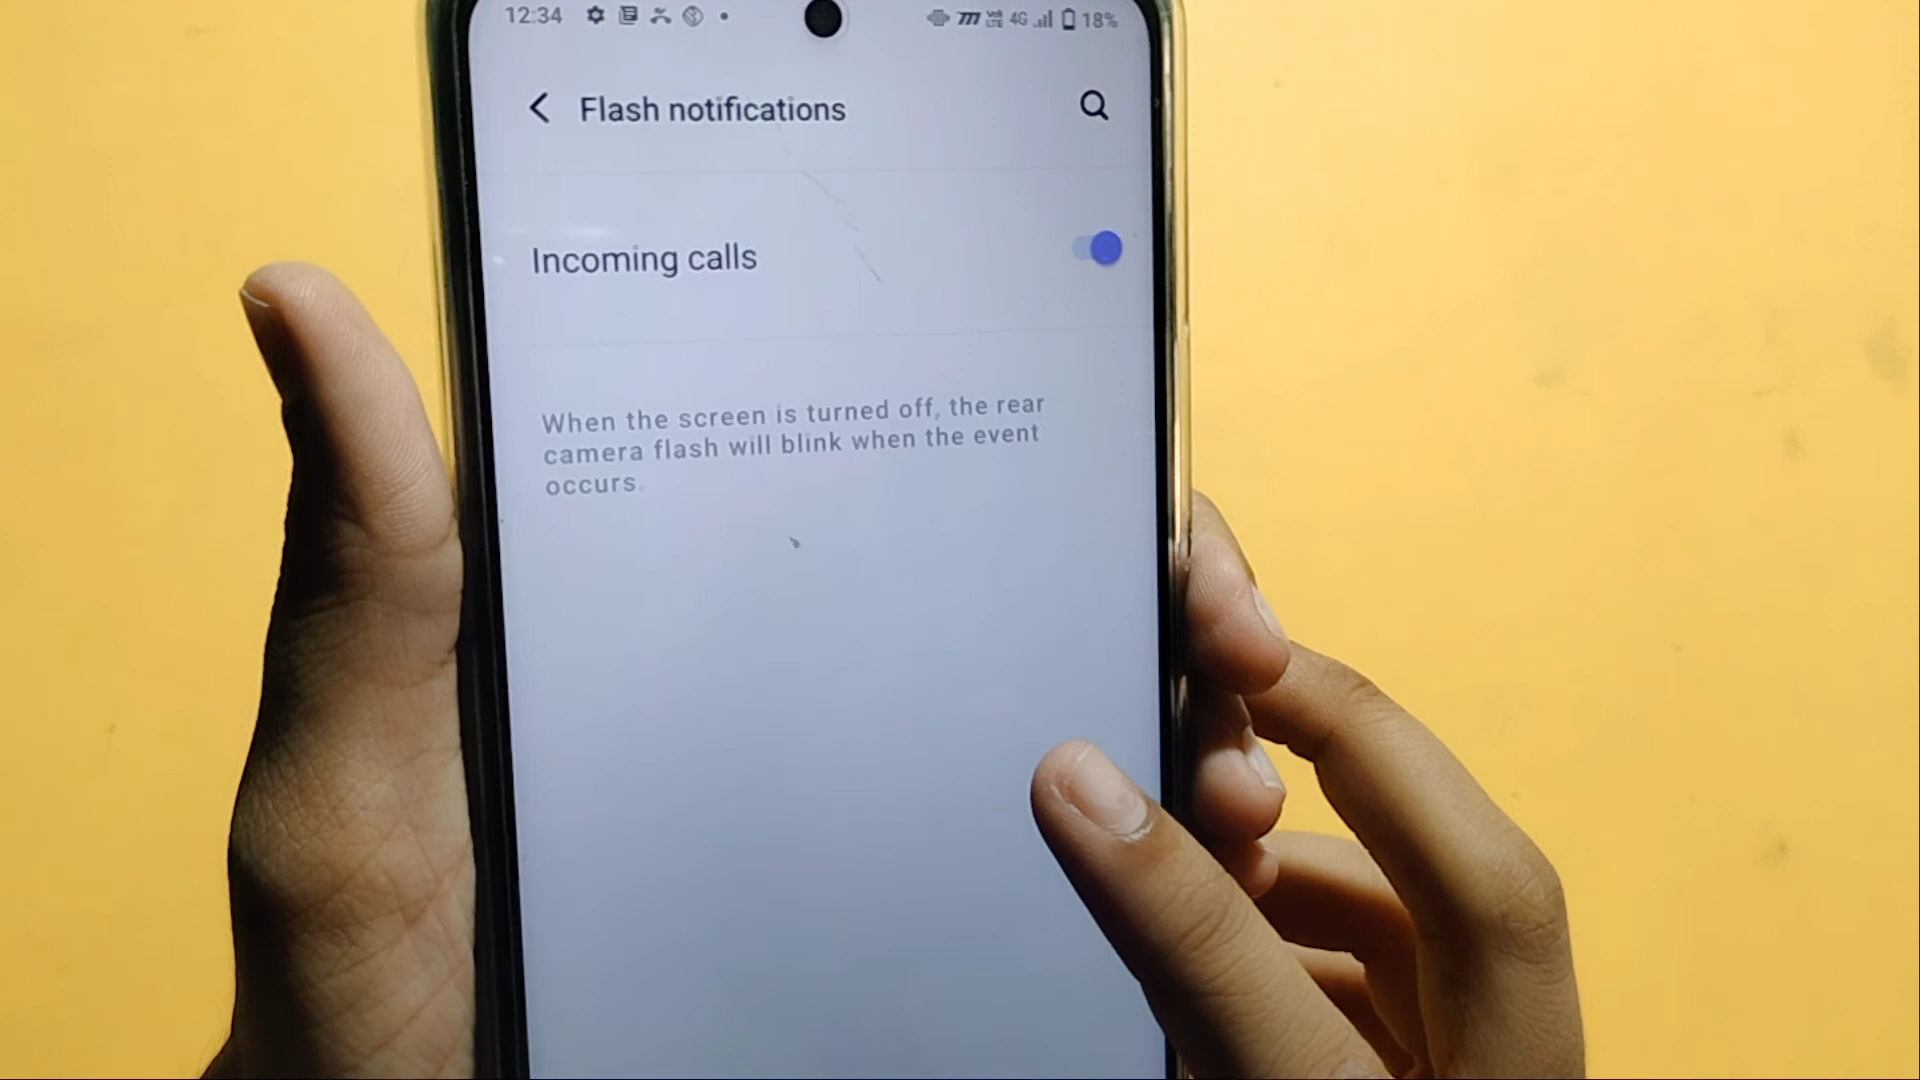 12:34 4G 18%
Flash notifications
Incoming calls
When the screen is turned off, the rear
camera flash will blink when the event
occurs.